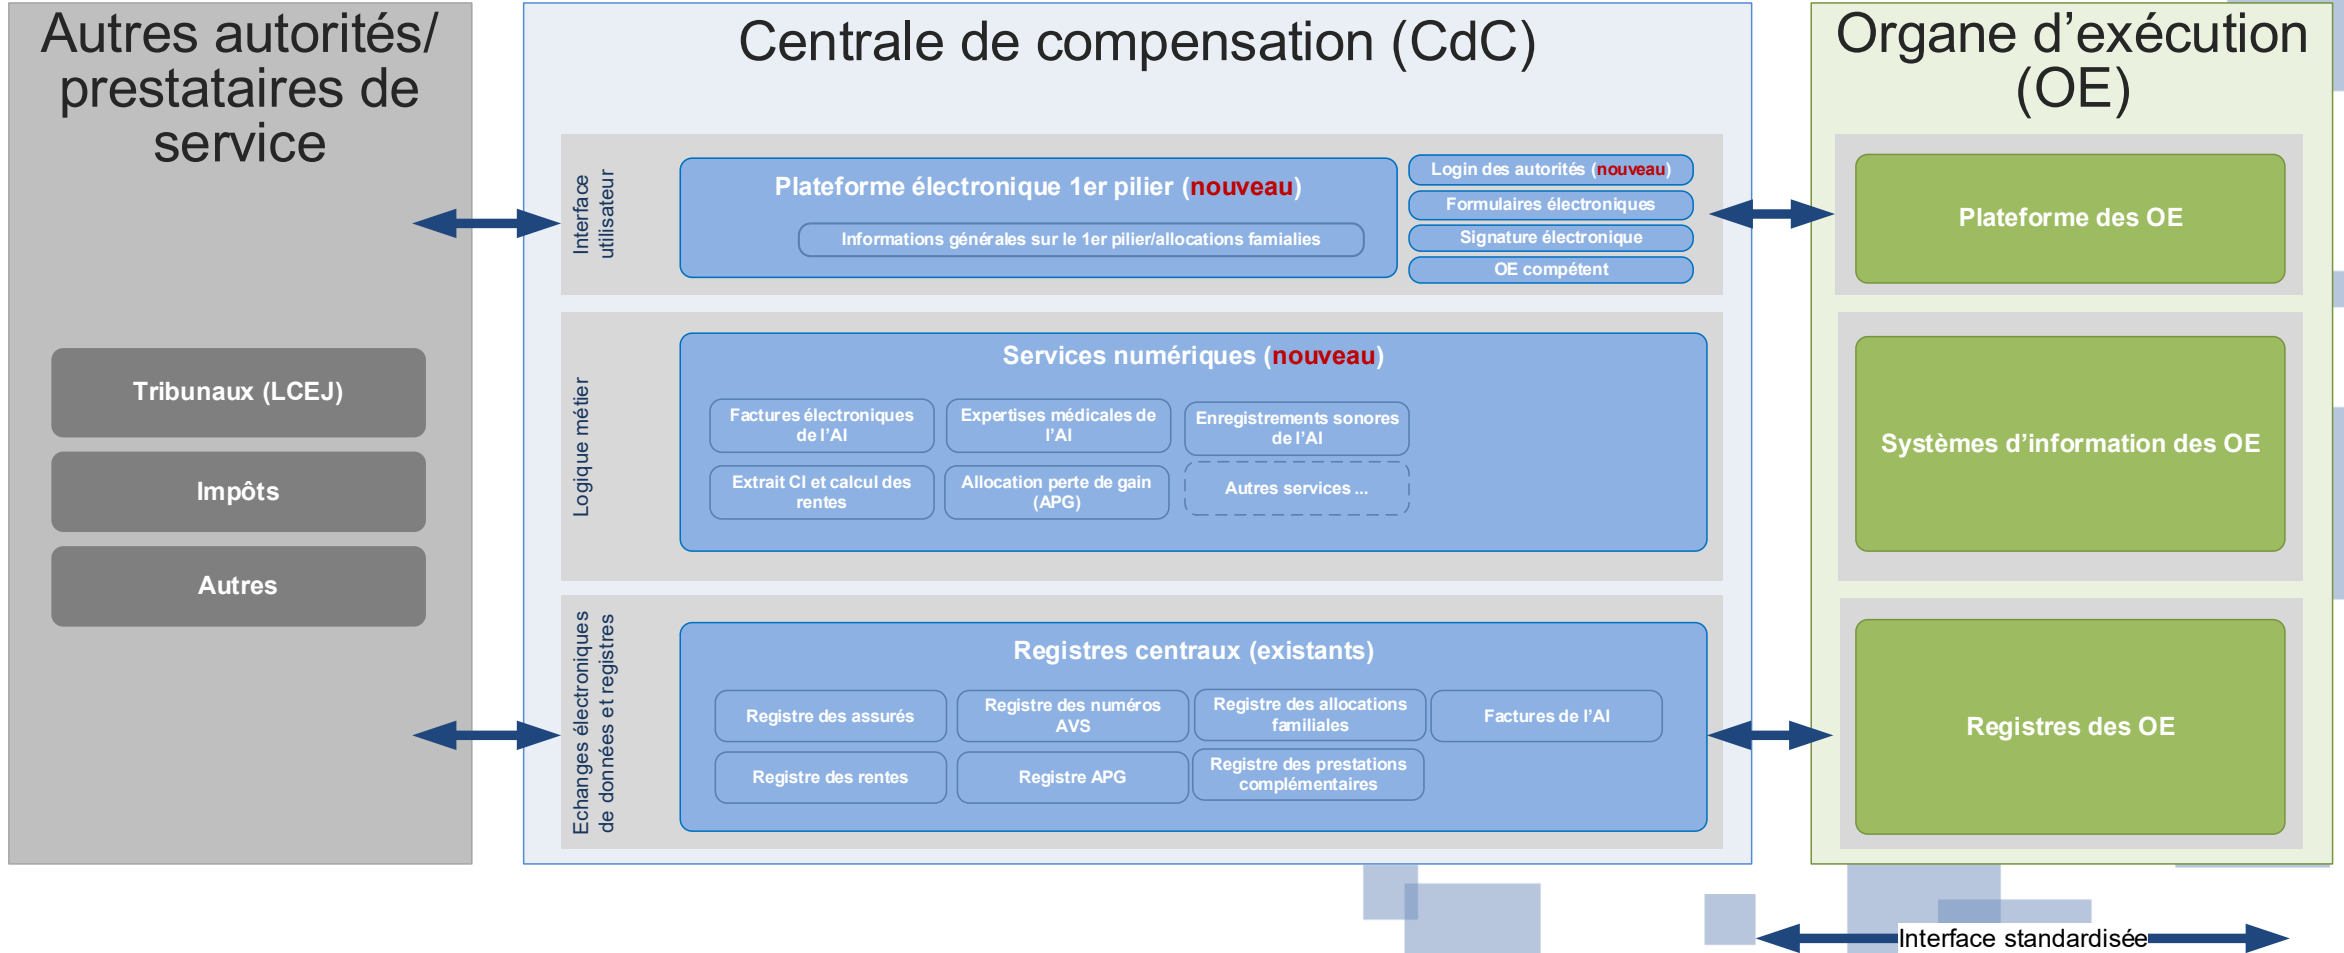 Autres autorités/
prestataires de
service
Tribunaux (LCEJ)
Impôts
Autres
Centrale de compensation (CdC)
Interface
utilisateur
Plateforme électronique 1er pilier (nouveau)
Informations générales sur le 1er pilier/allocations famialies
Login des autorités (nouveau)
Formulaires électroniques
Signature électronique
OE compétent
Logique métier
Services numériques (nouveau)
Factures électroniques
de l’AI
Expertises médicales de
l’AI
Enregistrements sonores
de l’AI
Extrait CI et calcul des
rentes
Allocation perte de gain
(APG)
Autres services ...
Echanges électroniques
de données et registres
Registres centraux (existants)
Registre des assurés
Registre des numéros
AVS
Registre des allocations
familiales
Factures de l’AI
Registre des rentes
Registre APG
Registre des prestations
complémentaires
Organe d’exécution
(OE)
Plateforme des OE
Systèmes d’information des OE
Registres des OE
Interface standardisée